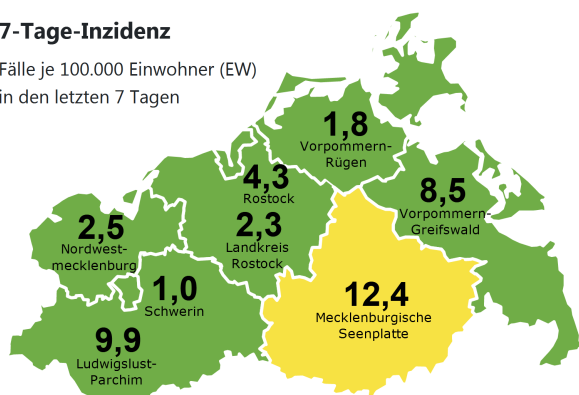 7-Tage-Inzidenz
Fälle je 100.000 Einwohner (EW)
in den letzten 7 Tagen
1,8
Vorpommern-
Rügen
4,3
Rostock
8,5
Vorpommern-
Greifswald
2,5
Nordwest-
mecklenburg
2,3
Landkreis
Rostock
1,0
Schwerin
12,4
Mecklenburgische
Seenplatte
9,9
Ludwigslust-
Parchim